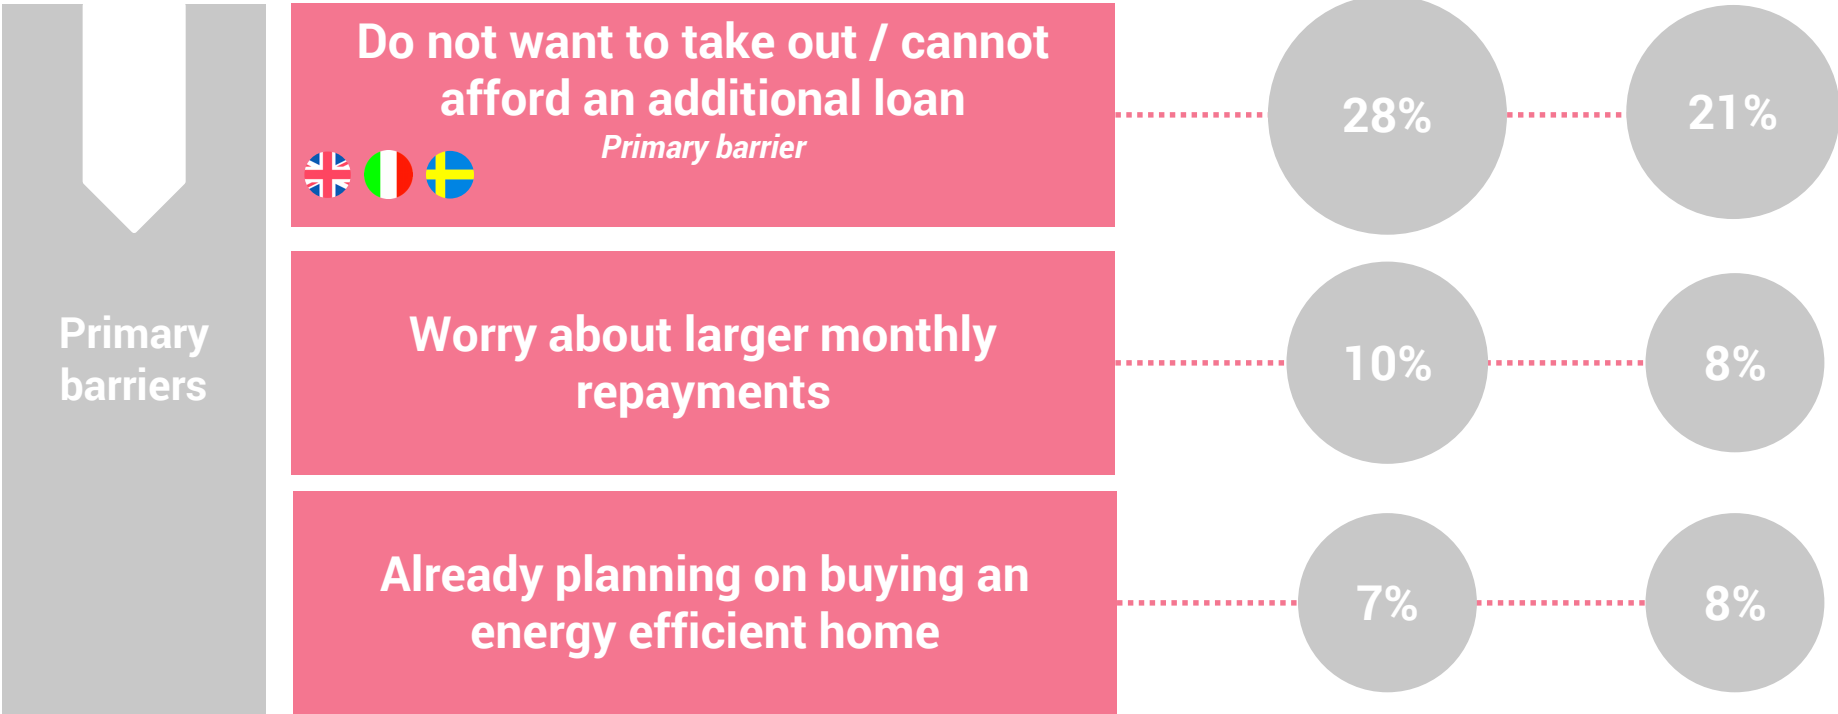 Do not want to take out / cannot
afford an additional loan
Primary barrier
28%
21%
Primary
barriers
Worry about larger monthly
repayments
10%
8%
Already planning on buying an
energy efficient home
7%
8%